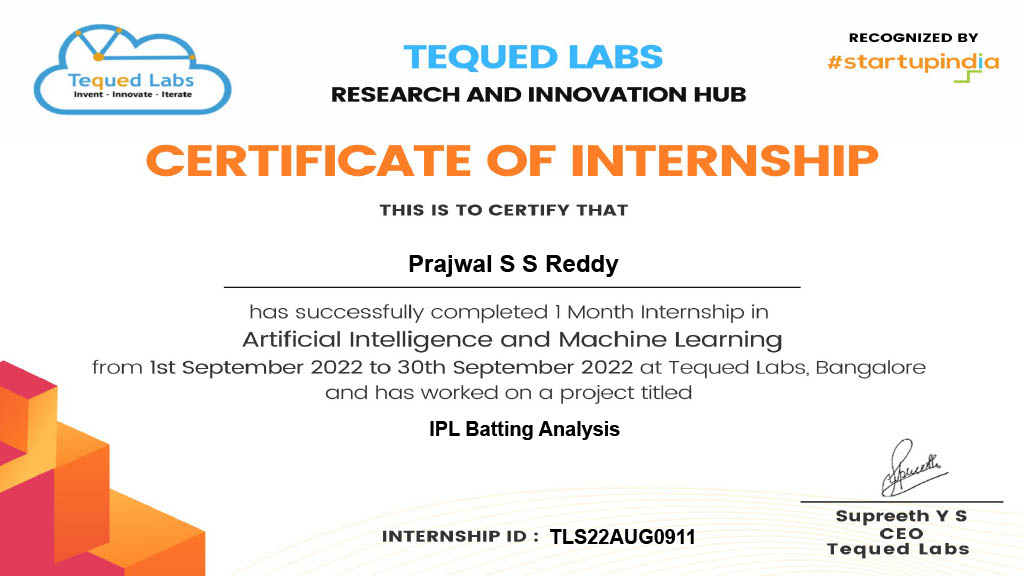 Tequed Labs
Invent - Innovate - Iterate
TEQUED LABS
RESEARCH AND INNOVATION HUB
RECOGNIZED BY
#startupindia
CERTIFICATE OF INTERNSHIP
THIS IS TO CERTIFY THAT
Prajwal S S Reddy
has successfully completed 1 Month Internship in
Artificial Intelligence and Machine Learning
from 1st September 2022 to 30th September 2022 at Tequed Labs, Bangalore
and has worked on a project titled
IPL Batting Analysis
Supreeth
Supreeth Y S
CEO
Tequed Labs
INTERNSHIP ID : TLS22AUG0911